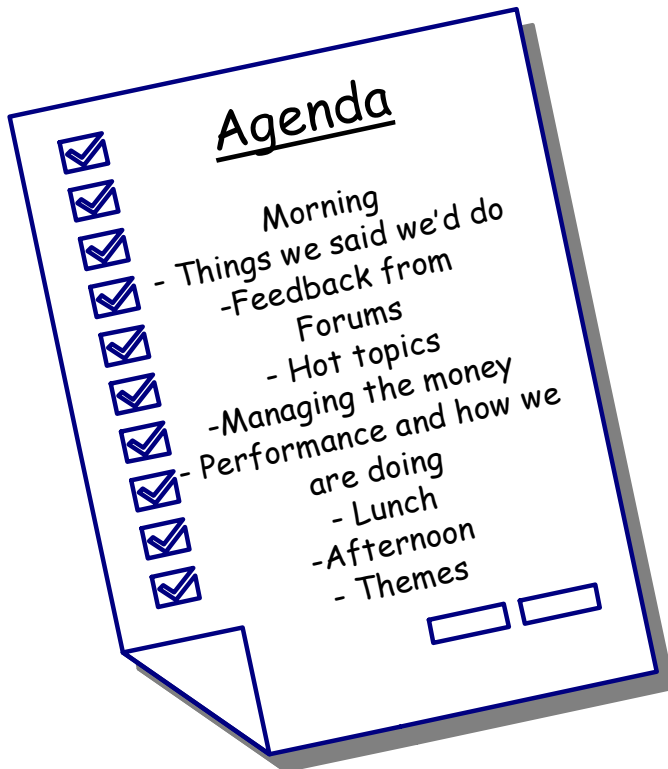 Agenda
Morning
- Things we said we'd do
-Feedback from
Forums
- Hot topics
-Managing the money
- Performance and how we
are doing
- Lunch
-Afternoon
- Themes